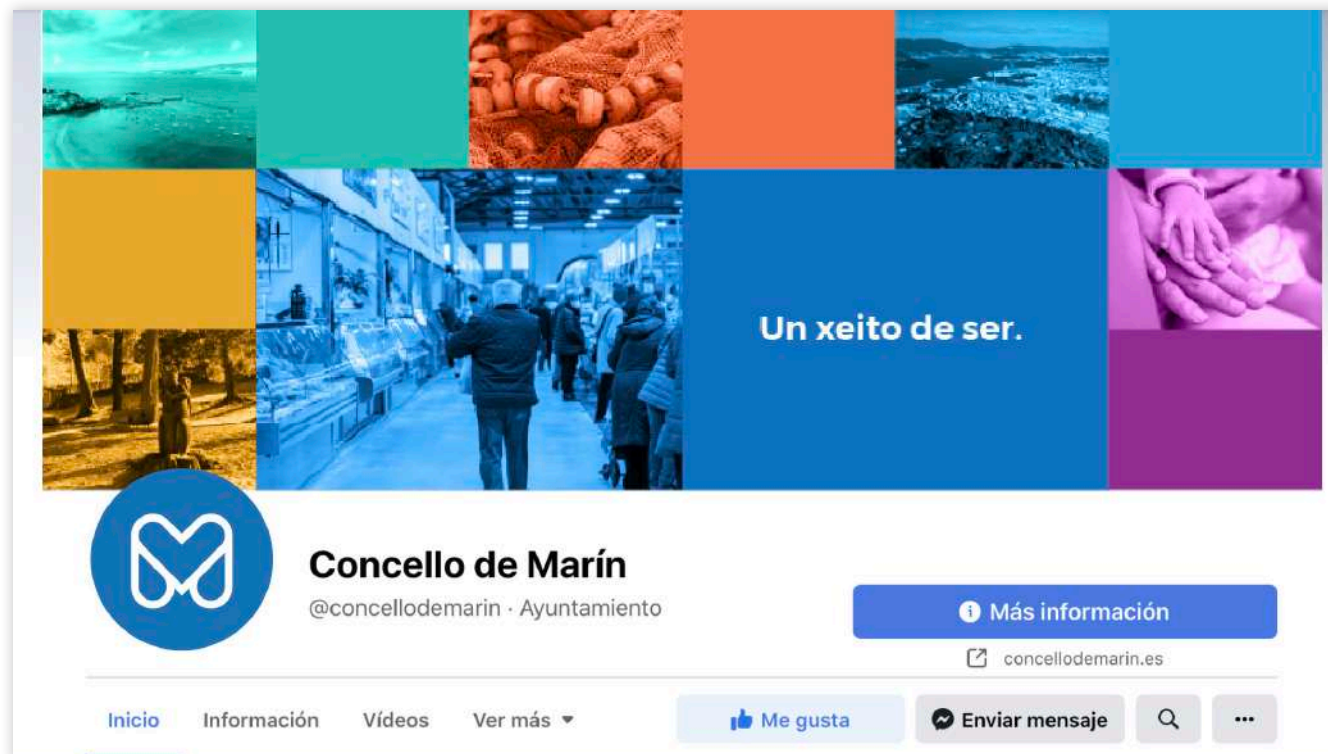 Un xeito de ser.
Concello de Marín
@concellodemarin · Ayuntamiento
Más información
concellodemarin.es
Inicio Información Vídeos Ver más Me gusta Enviar mensaje